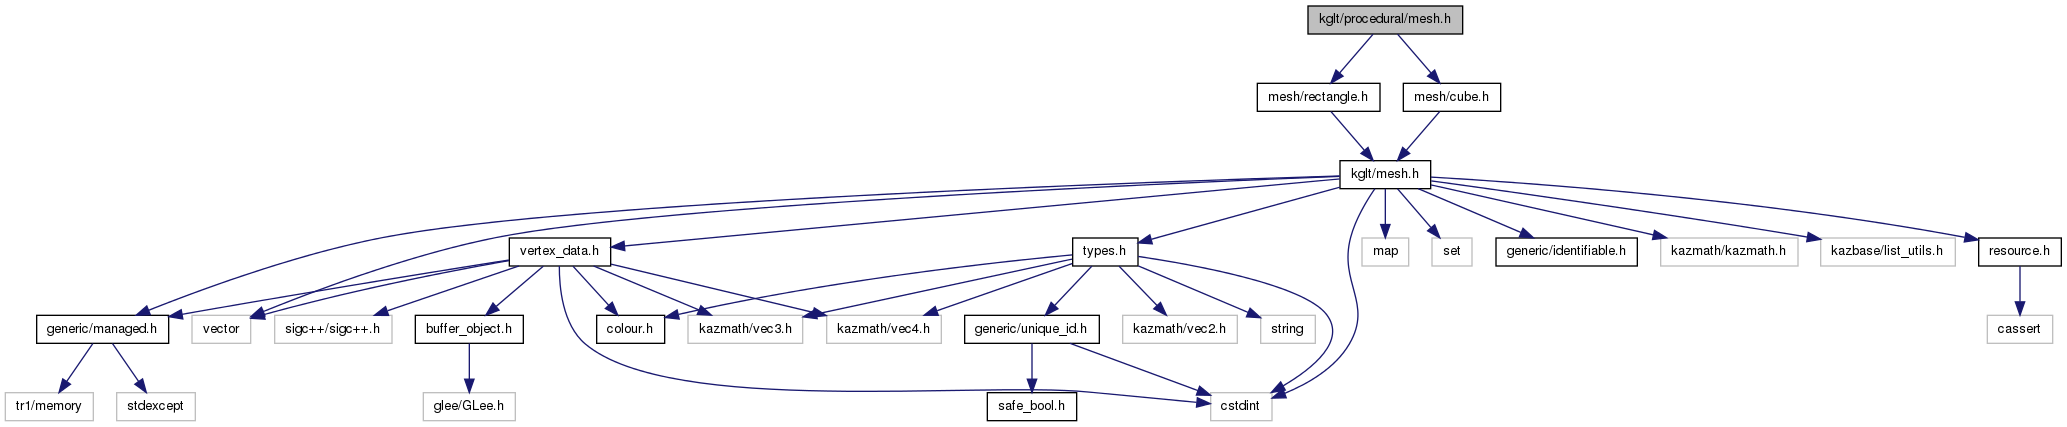 kglt/procedural/mesh.h
mesh/rectangle.h
mesh/cube.h
kglt/mesh.h
vertex_data.h
types.h
map
set
generic/identifiable.h
kazmath/kazmath.h
kazbase/list_utils.h
resource.h
generic/managed.h
vector
sigc++/sigc++.h
buffer_object.h
colour.h
kazmath/vec3.h
kazmath/vec4.h
generic/unique_id.h
kazmath/vec2.h
string
cassert
tr1/memory
stdexcept
glee/GLee.h
safe_bool.h
cstdint